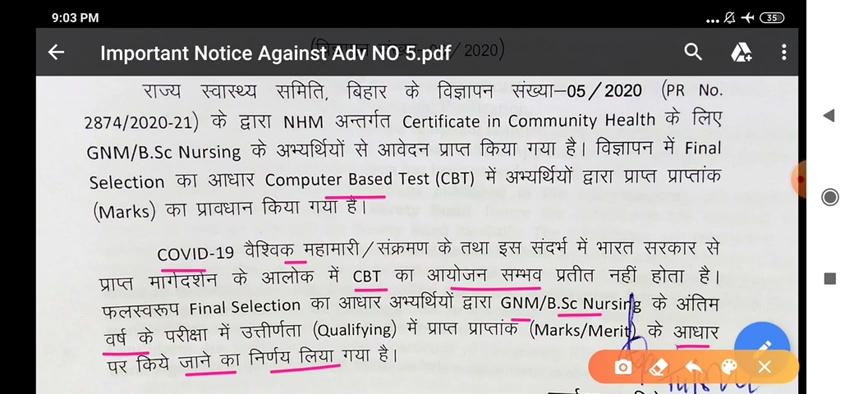 9:03 PM
35
Important Notice Against Adv NO 5.pdf
/2020)
राज्य स्वास्थ्य समिति, बिहार के विज्ञापन संख्या-05/2020 (PR No.
2874/2020-21) के द्वारा NHM अन्तर्गत Certificate in Community Health के लिए
GNM/B.Sc Nursing के अभ्यर्थियों से आवेदन प्राप्त किया गया है। विज्ञापन में Final
Selection का आधार Computer Based Test (CBT) में अभ्यर्थियों द्वारा प्राप्त प्राप्तांक
(Marks) का प्रावधान किया गया है।
COVID-19 वैश्विक महामारी/संक्रमण के तथा इस संदर्भ में भारत सरकार से
प्राप्त मार्गदर्शन के आलोक में CBT का आयोजन सम्भव प्रतीत नहीं होता है।
फलस्वरूप Final Selection का आधार अभ्यर्थियों द्वारा GNM/B.Sc Nursing के अंतिम
वर्ष के परीक्षा में उत्तीर्णता (Qualifying) में प्राप्त प्राप्तांक (Marks/Merit) के आधार
पर किये जाने का निर्णय लिया गया है।